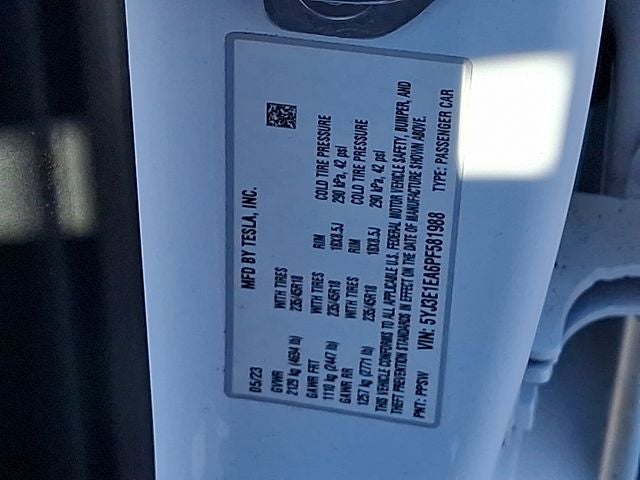 MFD BY TESLA, INC.
05/23
GVWR
2129 kg (4694 lb) WITH TIRES 235/45R18
GAWR FRT WITH TIRES RIM COLD TIRE PRESSURE
1110 kg (2447 lb) 235/45R18 18X8.5J 290 kPa, 42 psi
GAWR RR WITH TIRES RIM COLD TIRE PRESSURE
1257 kg (2771 lb) 235/45R18 18X8.5J 290 kPa, 42 psi
THIS VEHICLE CONFORMS TO ALL APPLICABLE U.S. FEDERAL MOTOR VEHICLE SAFETY, BUMPER, AND
THEFT PREVENTION STANDARDS IN EFFECT ON THE DATE OF MANUFACTURE SHOWN ABOVE.
PNT: PPSW VIN: 5YJ3E1EA6PF581988 TYPE: PASSENGER CAR